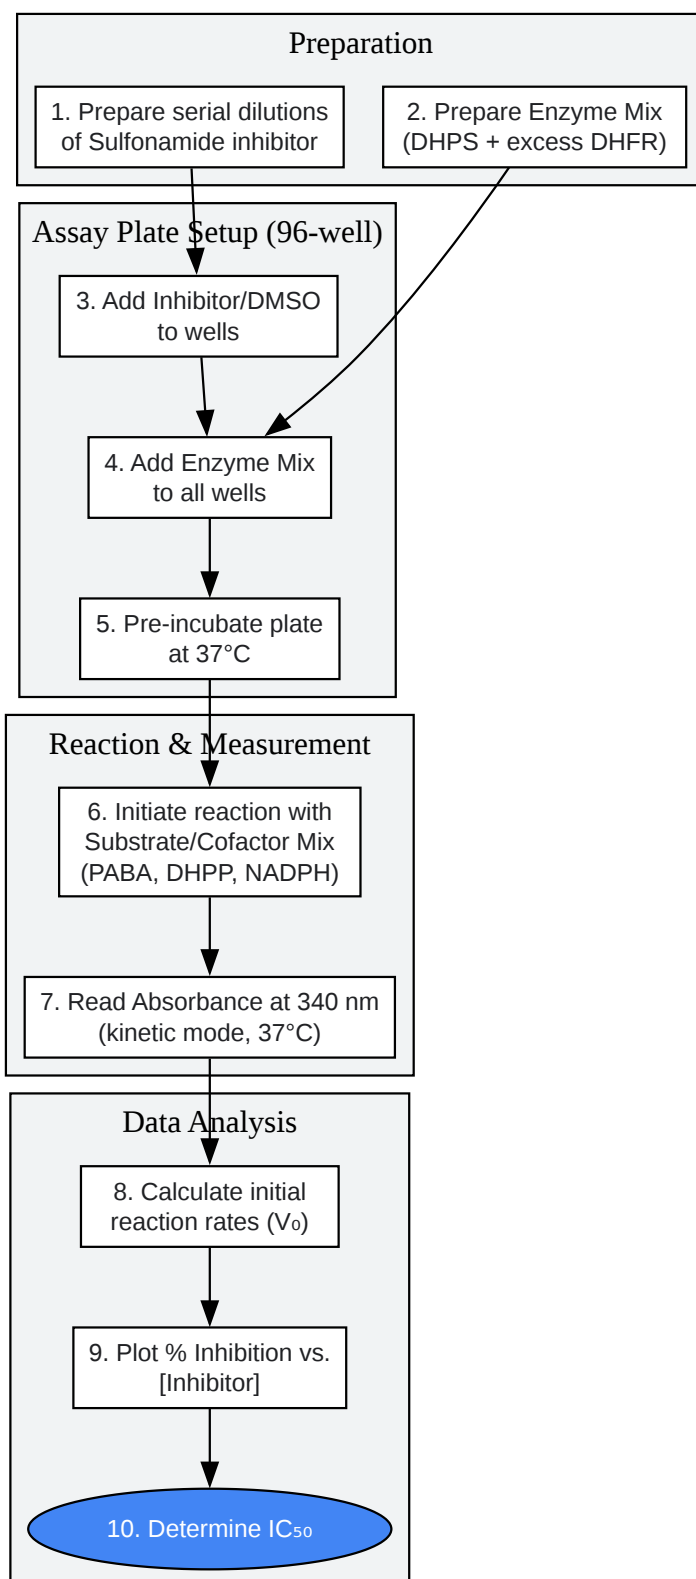 Preparation
1. Prepare serial dilutions
of Sulfonamide inhibitor
2. Prepare Enzyme Mix
(DHPS + excess DHFR)
Assay Plate Setup (96-well)
3. Add Inhibitor/DMSO
to wells
4. Add Enzyme Mix
to all wells
5. Pre-incubate plate
at 37°C
Reaction & Measurement
6. Initiate reaction with
Substrate/Cofactor Mix
(PABA, DHPP, NADPH)
7. Read Absorbance at 340 nm
(kinetic mode, 37°C)
Data Analysis
8. Calculate initial
reaction rates (V₀)
9. Plot % Inhibition vs.
[Inhibitor]
10. Determine IC₅₀